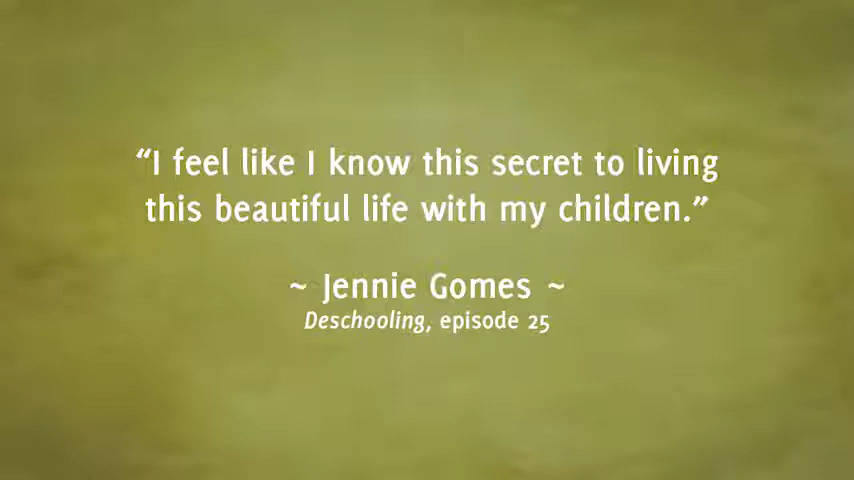 “I feel like I know this secret to living
this beautiful life with my children.”
~ Jennie Gomes ~
Deschooling, episode 25